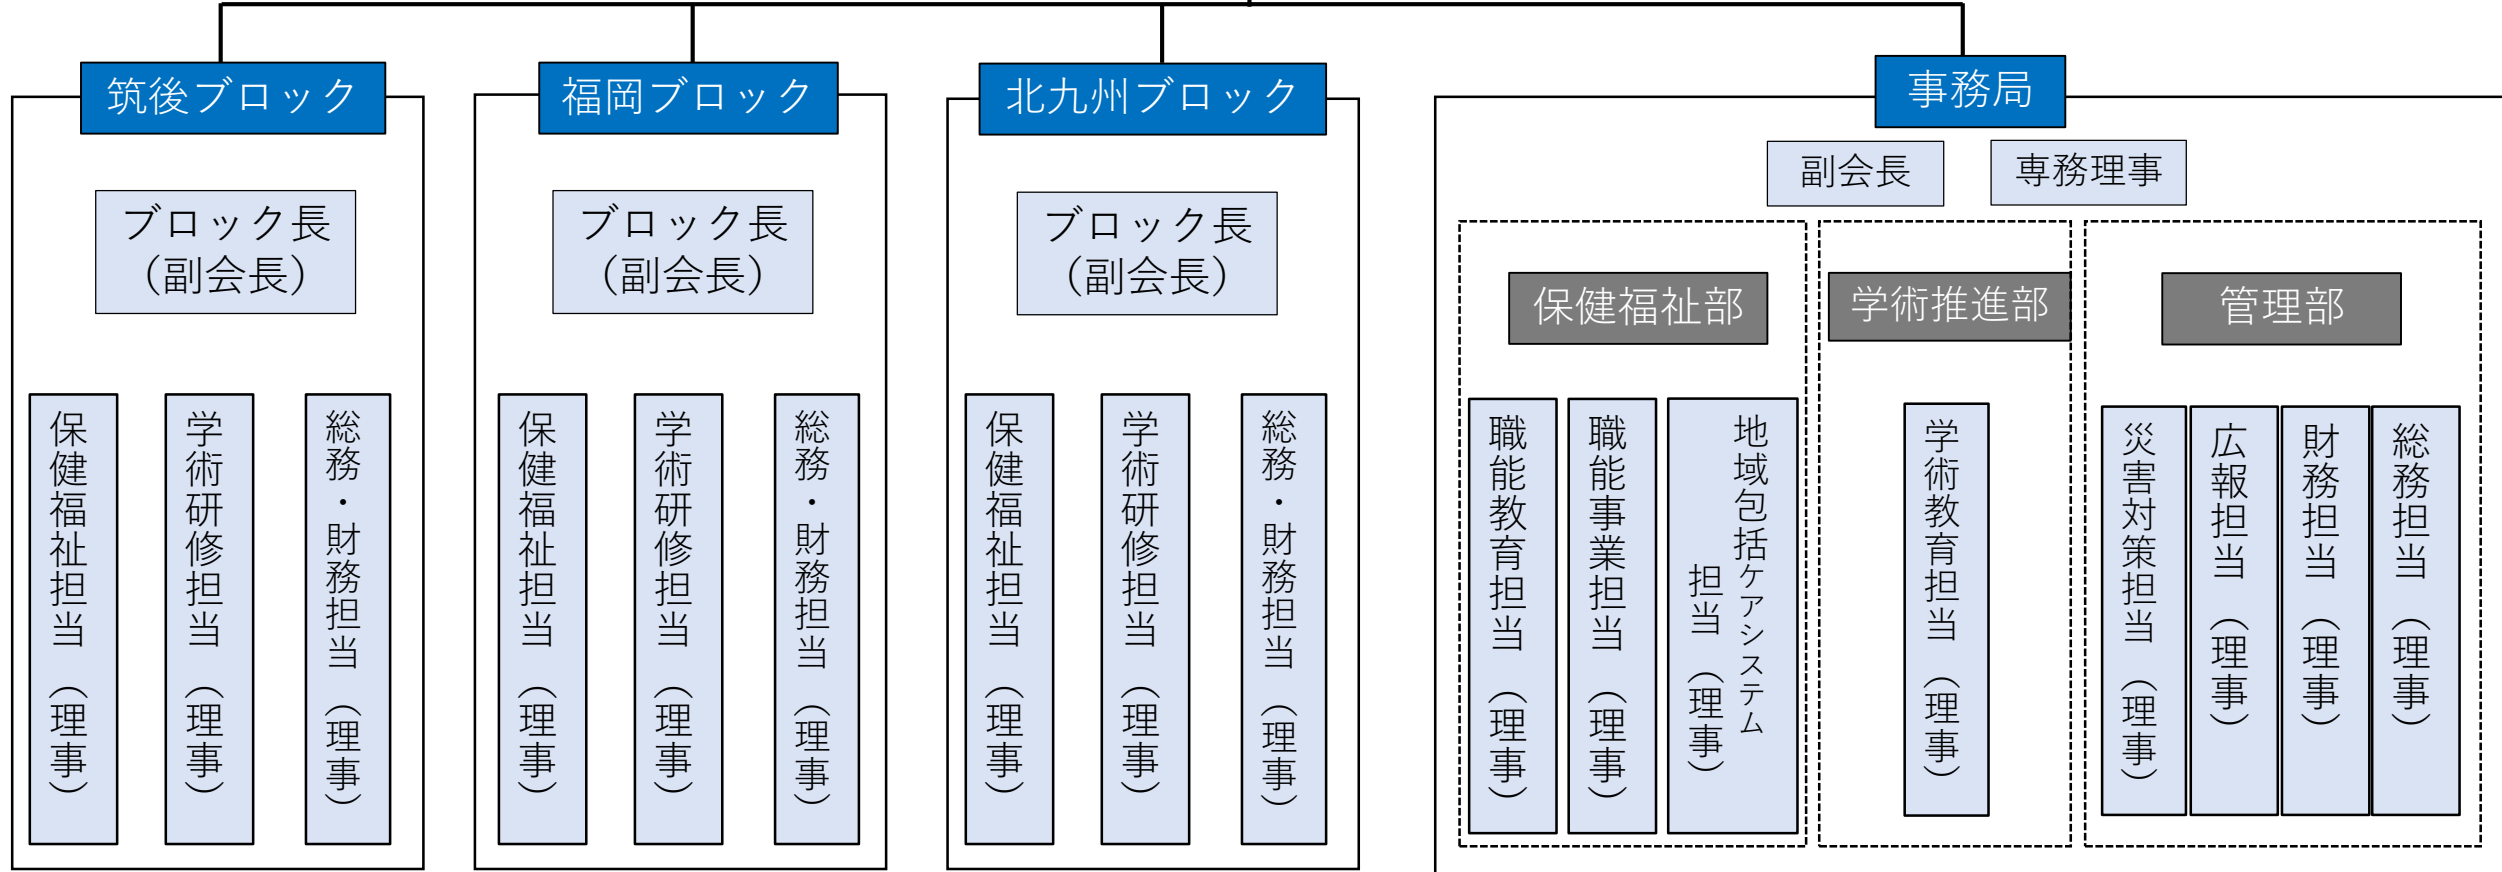 筑後ブロック
ブロック長
（副会長）
保健福祉担当（理事）
学術研修担当（理事）
総務・財務担当（理事）
福岡ブロック
ブロック長
（副会長）
保健福祉担当（理事）
学術研修担当（理事）
総務・財務担当（理事）
北九州ブロック
ブロック長
（副会長）
保健福祉担当（理事）
学術研修担当（理事）
総務・財務担当（理事）
事務局
副会長
専務理事
保健福祉部
職能教育担当（理事）
職能事業担当（理事）
地域包括ケアシステム
担当（理事）
学術推進部
学術教育担当（理事）
管理部
災害対策担当（理事）
広報担当（理事）
財務担当（理事）
総務担当（理事）